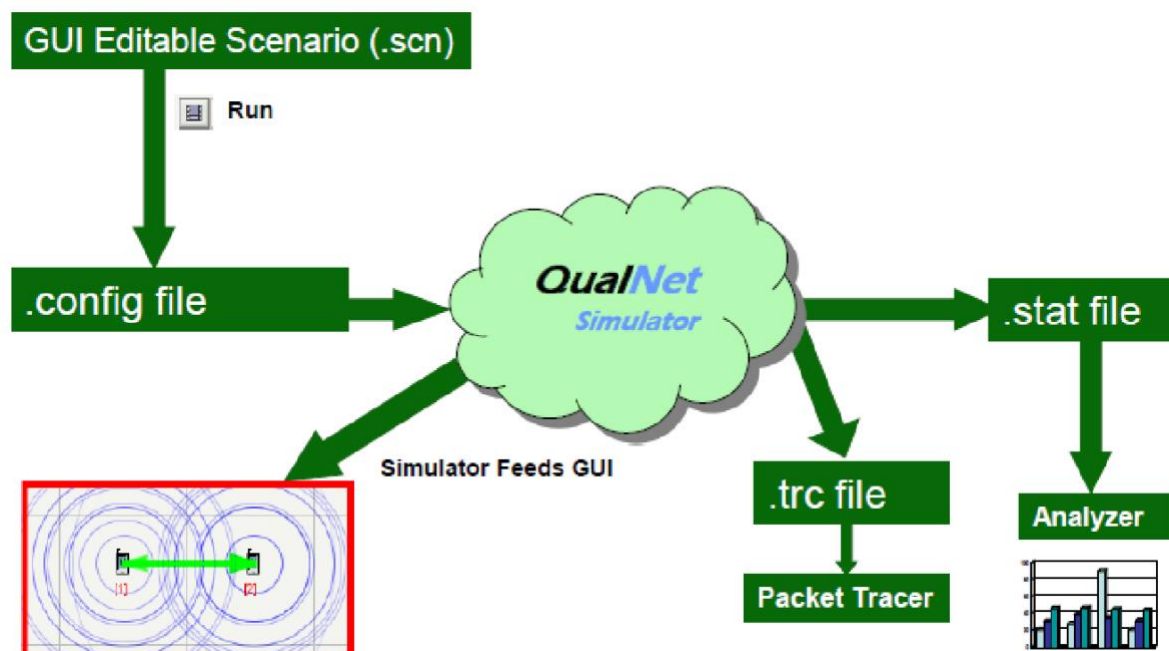 GUI Editable Scenario (.scn)
Run
.config file
QualNet
Simulator
.stat file
Simulator Feeds GUI
.trc file
Analyzer
[1]
[2]
Packet Tracer